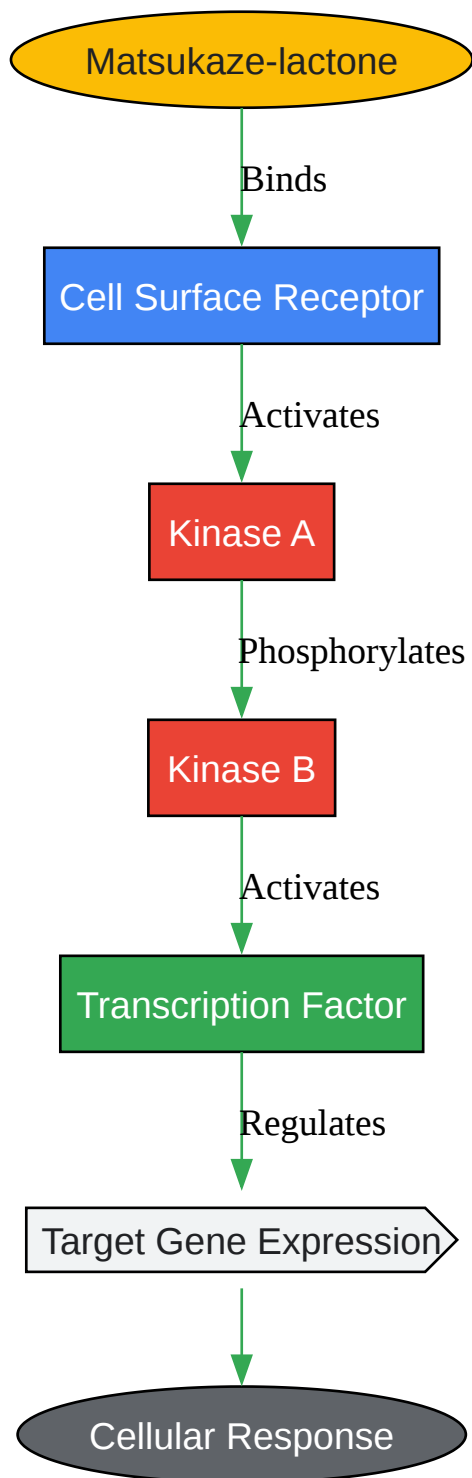 Matsukaze-lactone
Binds
Cell Surface Receptor
Activates
Kinase A
Phosphorylates
Kinase B
Activates
Transcription Factor
Regulates
Target Gene Expression
Cellular Response